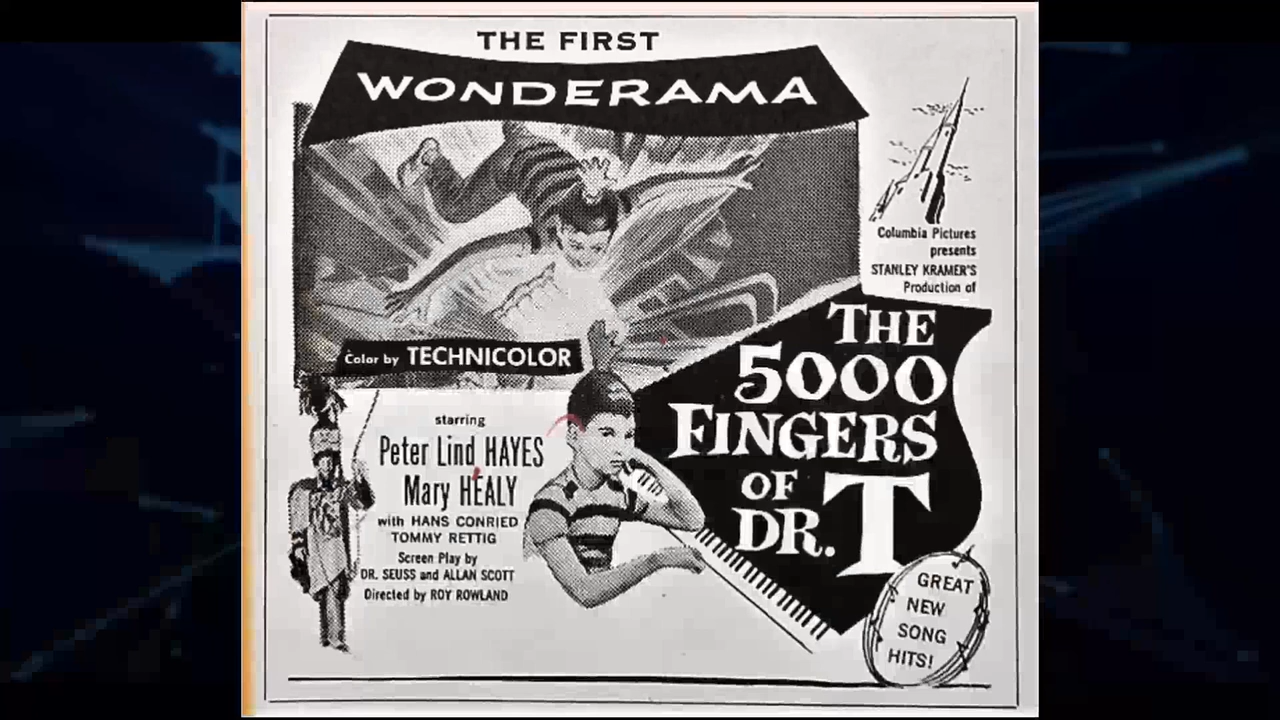 THE FIRST
WONDERAMA
Columbia Pictures
presents
STANLEY KRAMER'S
Production of
THE
5000
FINGERS
OF
DR. T
Color by TECHNICOLOR
starring
Peter Lind HAYES
Mary HEALY
with HANS CONRIED
TOMMY RETTIG
Screen Play by
DR. SEUSS and ALLAN SCOTT
Directed by ROY ROWLAND
GREAT
NEW
SONG
HITS!